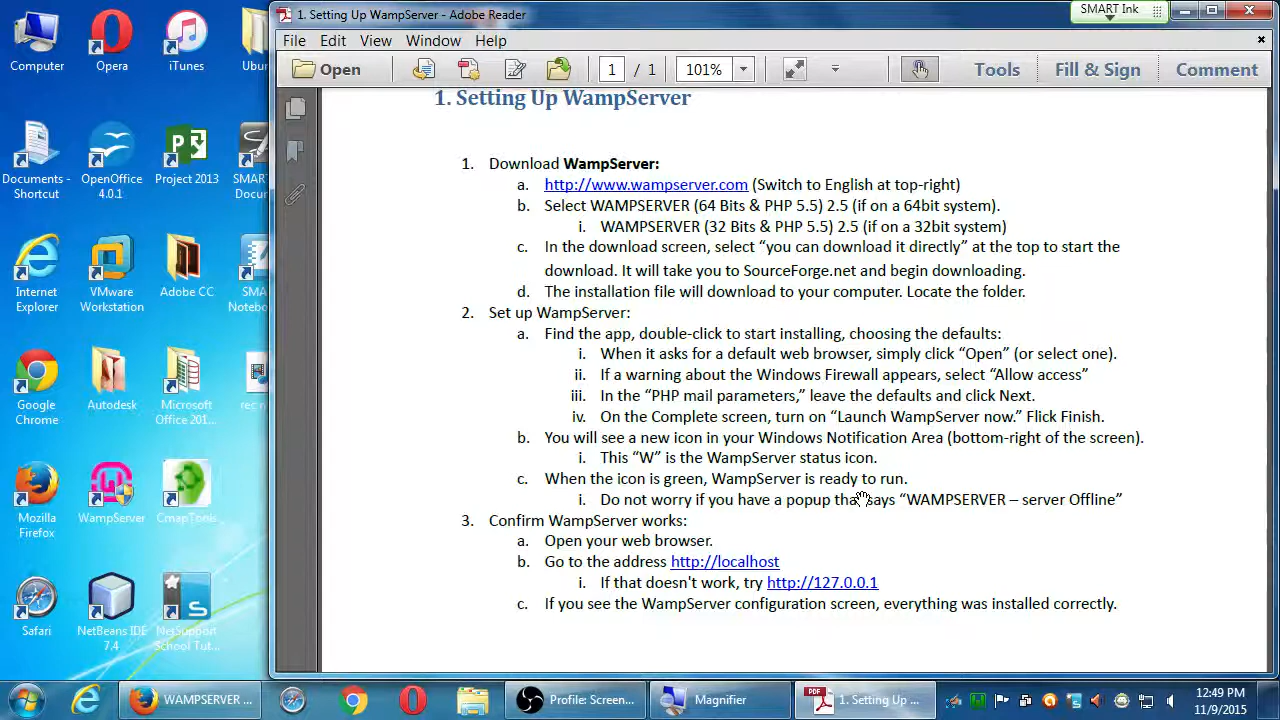 1. Setting Up WampServer - Adobe Reader
SMART Ink
File Edit View Window Help
Open 1 / 1 101% Tools Fill & Sign Comment
Computer
Opera
iTunes
Ubu
Documents - Shortcut
OpenOffice 4.0.1
Project 2013
SMAR
Docu...
Internet Explorer
VMware Workstation
Adobe CC
SMA
Noteb
Google Chrome
Autodesk
Microsoft Office 201...
rec n
Mozilla Firefox
WampServer
CmapTools
Safari
NetBeans IDE 7.4
NetSupport School Tut...
1. Setting Up WampServer
1. Download WampServer:
a. http://www.wampserver.com (Switch to English at top-right)
b. Select WAMPSERVER (64 Bits & PHP 5.5) 2.5 (if on a 64bit system).
i. WAMPSERVER (32 Bits & PHP 5.5) 2.5 (if on a 32bit system)
c. In the download screen, select “you can download it directly” at the top to start the
download. It will take you to SourceForge.net and begin downloading.
d. The installation file will download to your computer. Locate the folder.
2. Set up WampServer:
a. Find the app, double-click to start installing, choosing the defaults:
i. When it asks for a default web browser, simply click “Open” (or select one).
ii. If a warning about the Windows Firewall appears, select “Allow access”
iii. In the “PHP mail parameters,” leave the defaults and click Next.
iv. On the Complete screen, turn on “Launch WampServer now.” Flick Finish.
b. You will see a new icon in your Windows Notification Area (bottom-right of the screen).
i. This “W” is the WampServer status icon.
c. When the icon is green, WampServer is ready to run.
i. Do not worry if you have a popup that says “WAMPSERVER – server Offline”
3. Confirm WampServer works:
a. Open your web browser.
b. Go to the address http://localhost
i. If that doesn't work, try http://127.0.0.1
c. If you see the WampServer configuration screen, everything was installed correctly.
WAMPSERVER ...
Profile: Screen...
Magnifier
1. Setting Up ...
12:49 PM
11/9/2015